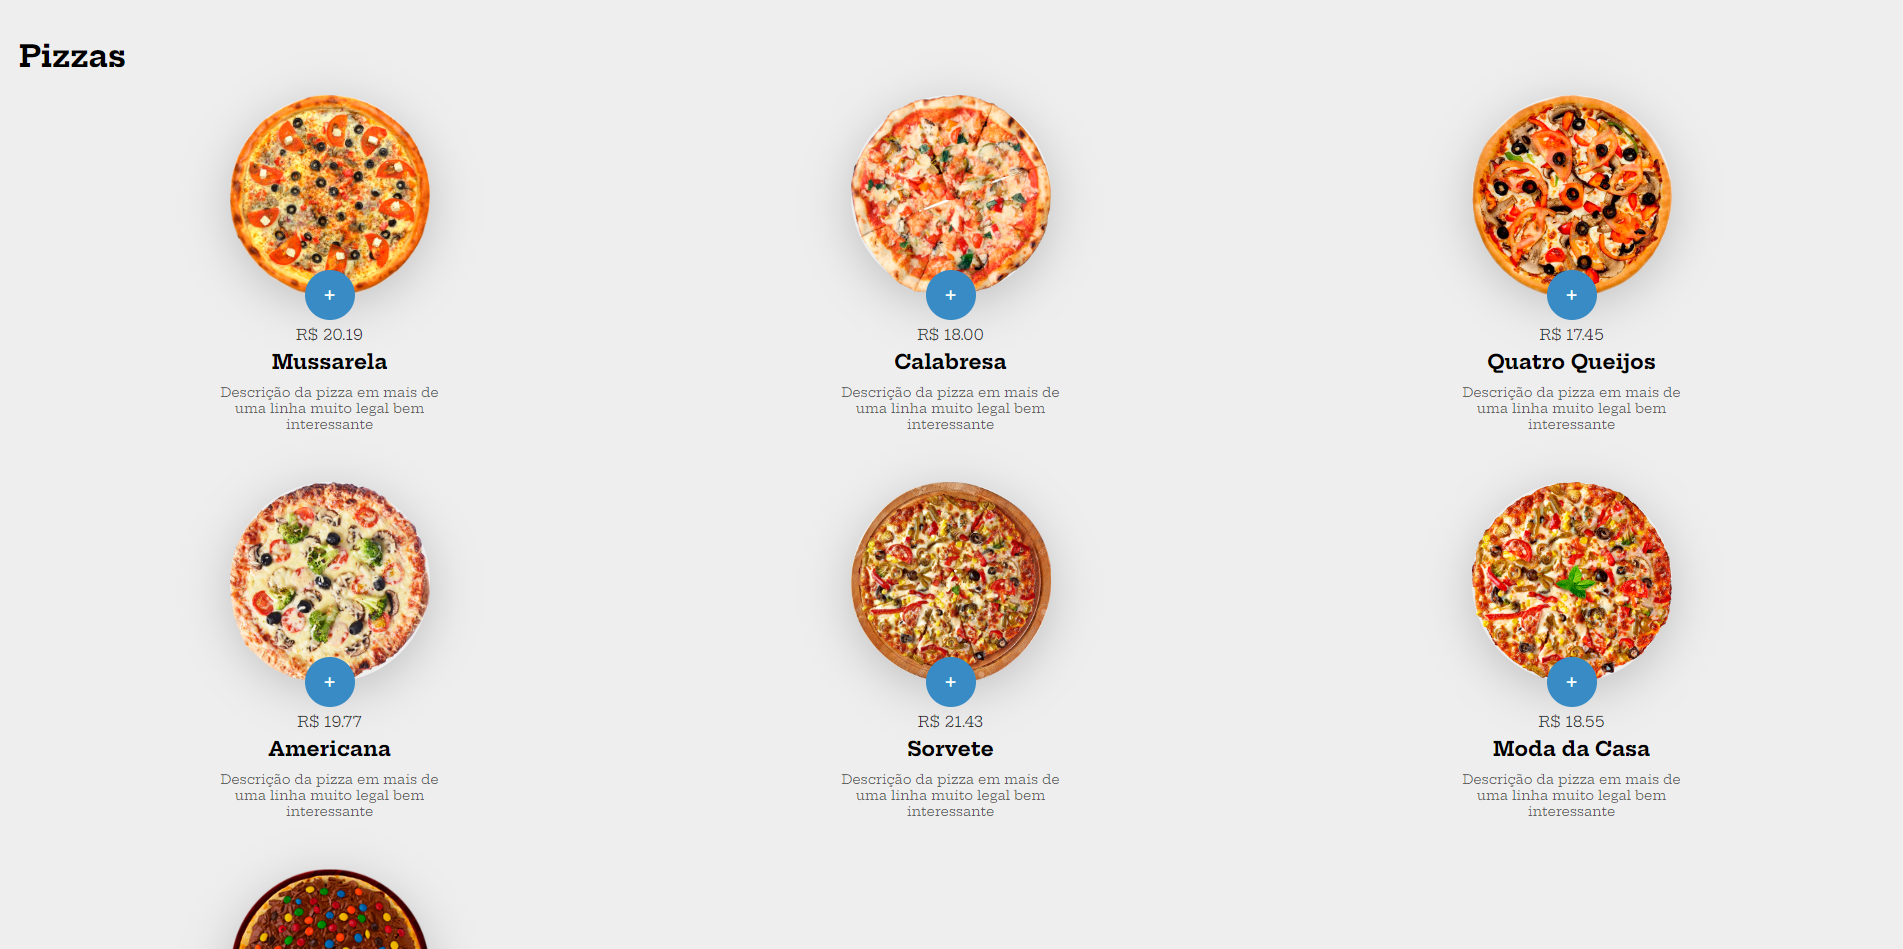 Pizzas
+
R$ 20.19
Mussarela
Descrição da pizza em mais de
uma linha muito legal bem
interessante
+
R$ 18.00
Calabresa
Descrição da pizza em mais de
uma linha muito legal bem
interessante
+
R$ 17.45
Quatro Queijos
Descrição da pizza em mais de
uma linha muito legal bem
interessante
+
R$ 19.77
Americana
Descrição da pizza em mais de
uma linha muito legal bem
interessante
+
R$ 21.43
Sorvete
Descrição da pizza em mais de
uma linha muito legal bem
interessante
+
R$ 18.55
Moda da Casa
Descrição da pizza em mais de
uma linha muito legal bem
interessante